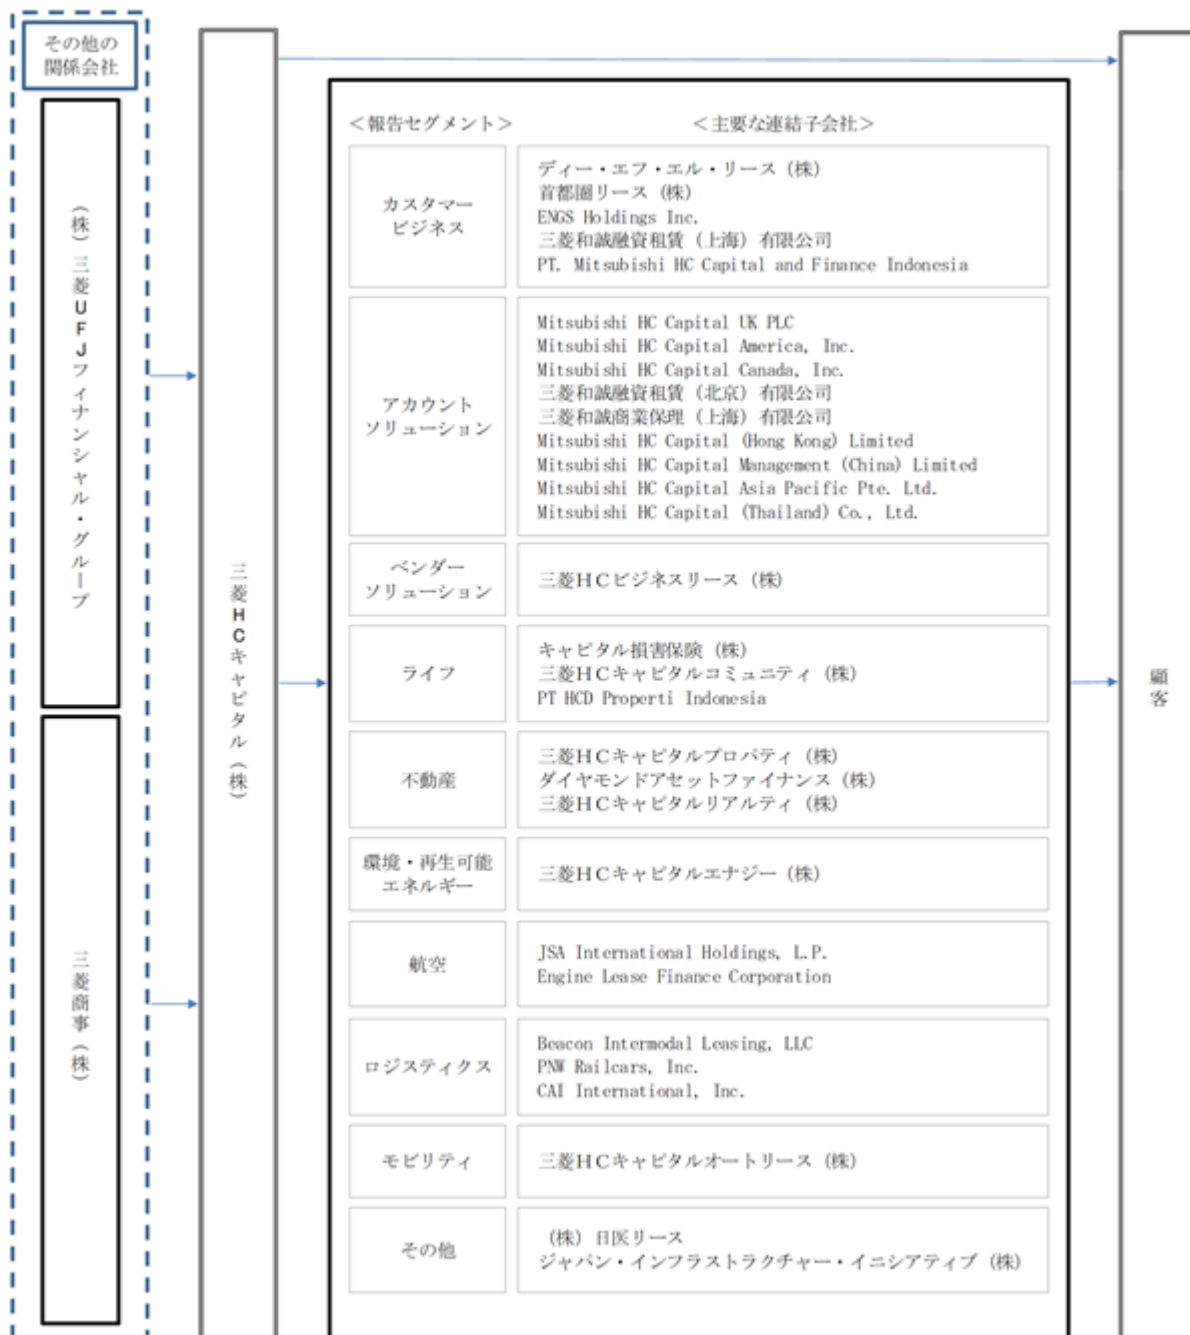 その他の
関係会社
(株)三菱UFJフィナンシャル・グループ
三菱商事(株)
三菱HCキャピタル(株)
<報告セグメント>
<主要な連結子会社>
カスタマー
ビジネス
ディー・エフ・エル・リース(株)
首都圏リース(株)
ENGS Holdings Inc.
三菱和誠融資租賃(上海)有限公司
PT. Mitsubishi HC Capital and Finance Indonesia
アカウント
ソリューション
Mitsubishi HC Capital UK PLC
Mitsubishi HC Capital America, Inc.
Mitsubishi HC Capital Canada, Inc.
三菱和誠融資租賃(北京)有限公司
三菱和誠商業保理(上海)有限公司
Mitsubishi HC Capital (Hong Kong) Limited
Mitsubishi HC Capital Management (China) Limited
Mitsubishi HC Capital Asia Pacific Pte. Ltd.
Mitsubishi HC Capital (Thailand) Co., Ltd.
ベンダー
ソリューション
三菱HCビジネスリース(株)
ライフ
キャピタル損害保険(株)
三菱HCキャピタルコミュニティ(株)
PT HCD Properti Indonesia
不動産
三菱HCキャピタルプロパティ(株)
ダイヤモンドアセットファイナンス(株)
三菱HCキャピタルリアルティ(株)
環境・再生可能
エネルギー
三菱HCキャピタルエナジー(株)
航空
JSA International Holdings, L.P.
Engine Lease Finance Corporation
ロジスティクス
Beacon Intermodal Leasing, LLC
PNW Railcars, Inc.
CAI International, Inc.
モビリティ
三菱HCキャピタルオートリース(株)
その他
(株)日医リース
ジャパン・インフラストラクチャー・イニシアティブ(株)
顧客